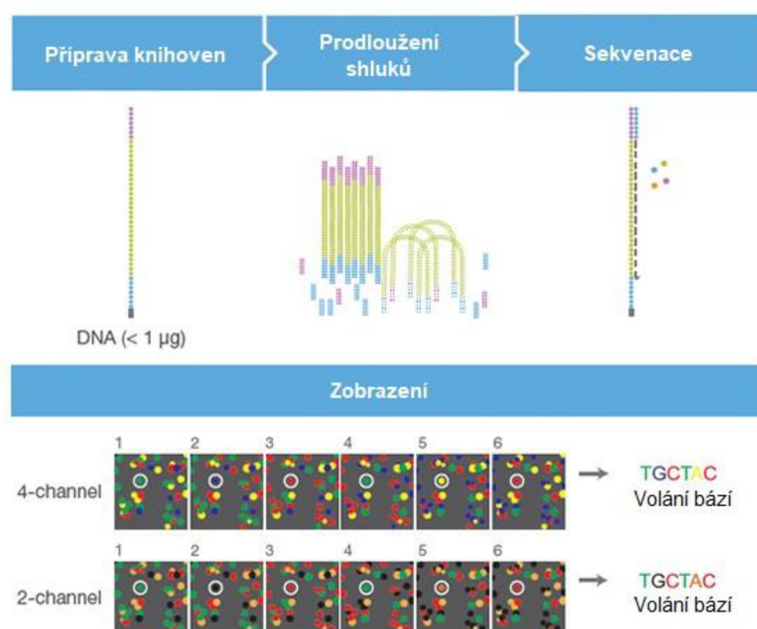 Příprava knihoven
Prodloužení
shluků
Sekvenace
DNA (< 1 µg)
Zobrazení
1 2 3 4 5 6
4-channel
TGCTAC
Volání bází
1 2 3 4 5 6
2-channel
TGCTAC
Volání bází